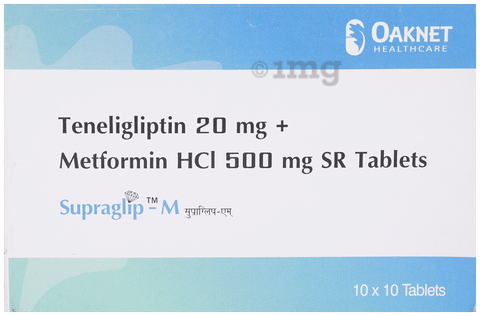 OAKNET
HEALTHCARE
1mg
Teneligliptin 20 mg +
Metformin HCl 500 mg SR Tablets
Supraglip™-M सुपाग्लिप-एम्
10 x 10 Tablets